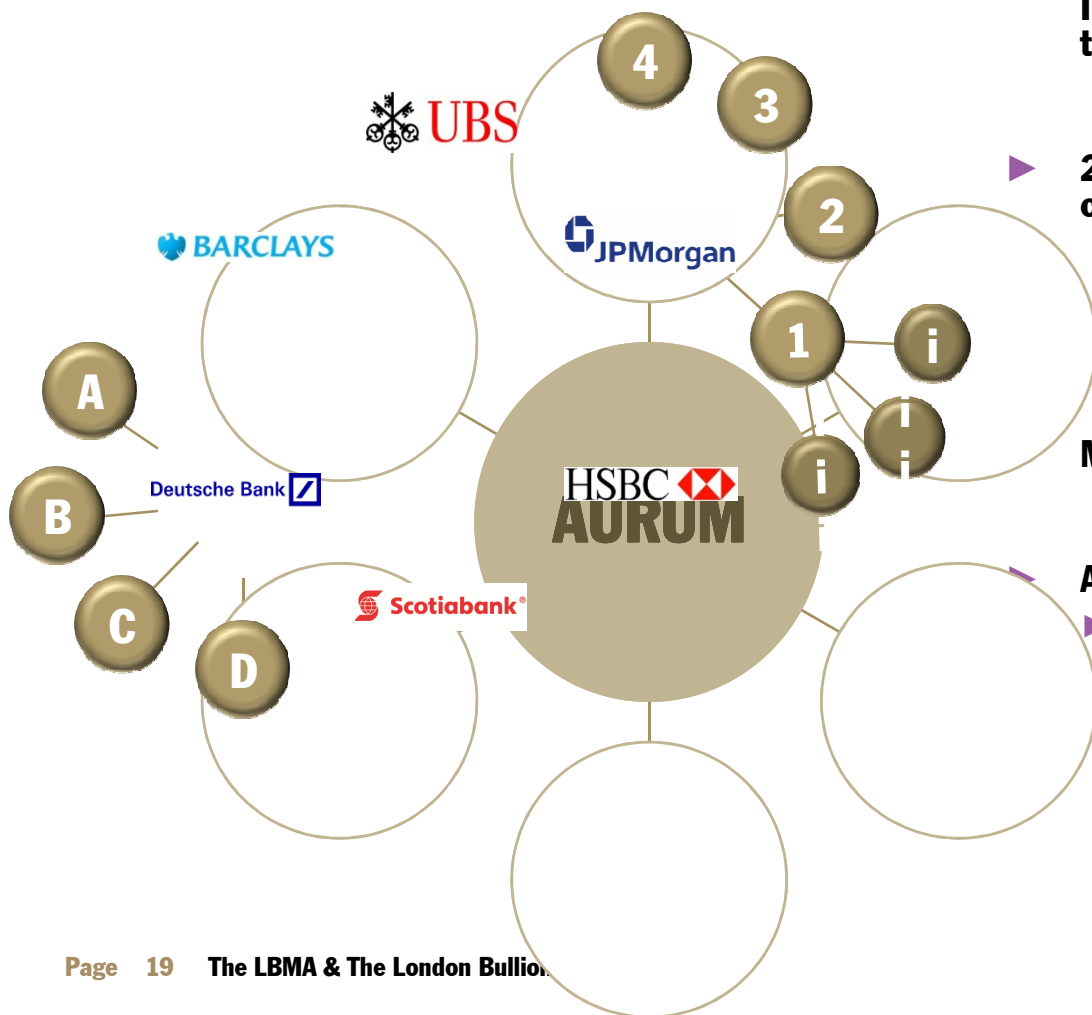 4
3
UBS
2
BARCLAYS
JPMorgan
1
i
A
i
i
i
HSBC
AURUM
Deutsche Bank
B
Scotiabank®
C
D
Page 19 The LBMA & The London Bullion